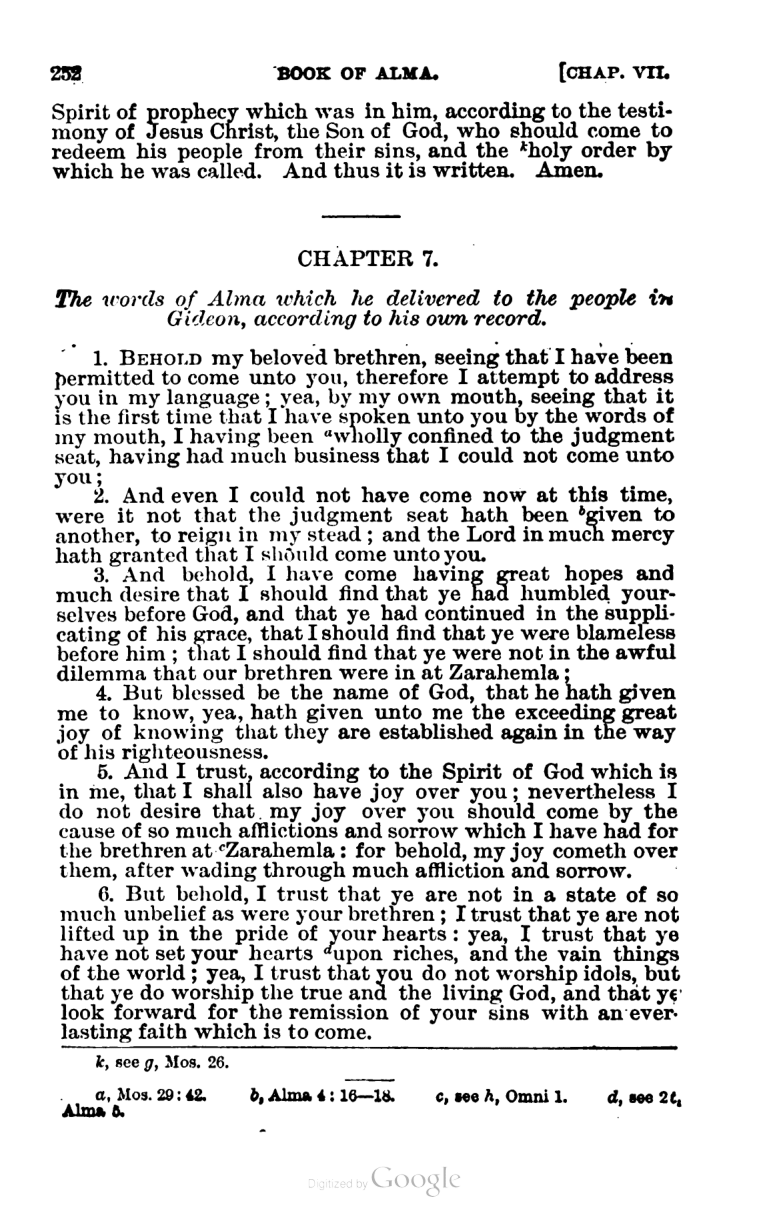 252 BOOK OF ALMA. [CHAP. VII.
Spirit of prophecy which was in him, according to the testi-
mony of Jesus Christ, the Son of God, who should come to
redeem his people from their sins, and the kholy order by
which he was called. And thus it is written. Amen.
CHAPTER 7.
The words of Alma which he delivered to the people in
Gideon, according to his own record.
1. BEHOLD my beloved brethren, seeing that I have been
permitted to come unto you, therefore I attempt to address
you in my language; yea, by my own mouth, seeing that it
is the first time that I have spoken unto you by the words of
my mouth, I having been awholly confined to the judgment
seat, having had much business that I could not come unto
you;
2. And even I could not have come now at this time,
were it not that the judgment seat hath been bgiven to
another, to reign in my stead; and the Lord in much mercy
hath granted that I should come unto you.
3. And behold, I have come having great hopes and
much desire that I should find that ye had humbled your-
selves before God, and that ye had continued in the suppli-
cating of his grace, that I should find that ye were blameless
before him; that I should find that ye were not in the awful
dilemma that our brethren were in at Zarahemla;
4. But blessed be the name of God, that he hath given
me to know, yea, hath given unto me the exceeding great
joy of knowing that they are established again in the way
of his righteousness.
5. And I trust, according to the Spirit of God which is
in me, that I shall also have joy over you; nevertheless I
do not desire that my joy over you should come by the
cause of so much afflictions and sorrow which I have had for
the brethren at cZarahemla: for behold, my joy cometh over
them, after wading through much affliction and sorrow.
6. But behold, I trust that ye are not in a state of so
much unbelief as were your brethren; I trust that ye are not
lifted up in the pride of your hearts: yea, I trust that ye
have not set your hearts dupon riches, and the vain things
of the world; yea, I trust that you do not worship idols, but
that ye do worship the true and the living God, and that ye
look forward for the remission of your sins with an ever-
lasting faith which is to come.
k, see g, Mos. 26.
a, Mos. 29:42. b, Alma 4:16—18. c, see h, Omni 1. d, see 2t,
Alma 5.
Digitized by Google